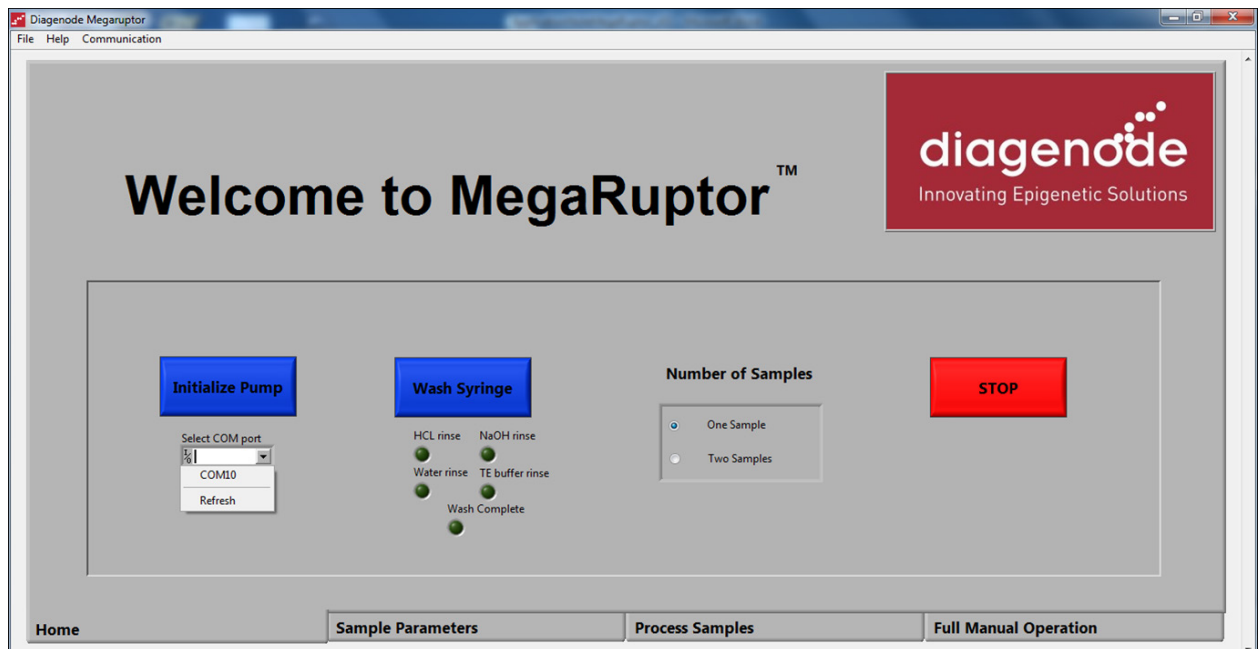 Diagenode Megaruptor
File Help Communication
Welcome to MegaRuptor™
diagenode
Innovating Epigenetic Solutions
Initialize Pump
Select COM port
COM10
Refresh
Wash Syringe
HCL rinse NaOH rinse
Water rinse TE buffer rinse
Wash Complete
Number of Samples
One Sample
Two Samples
STOP
Home Sample Parameters Process Samples Full Manual Operation